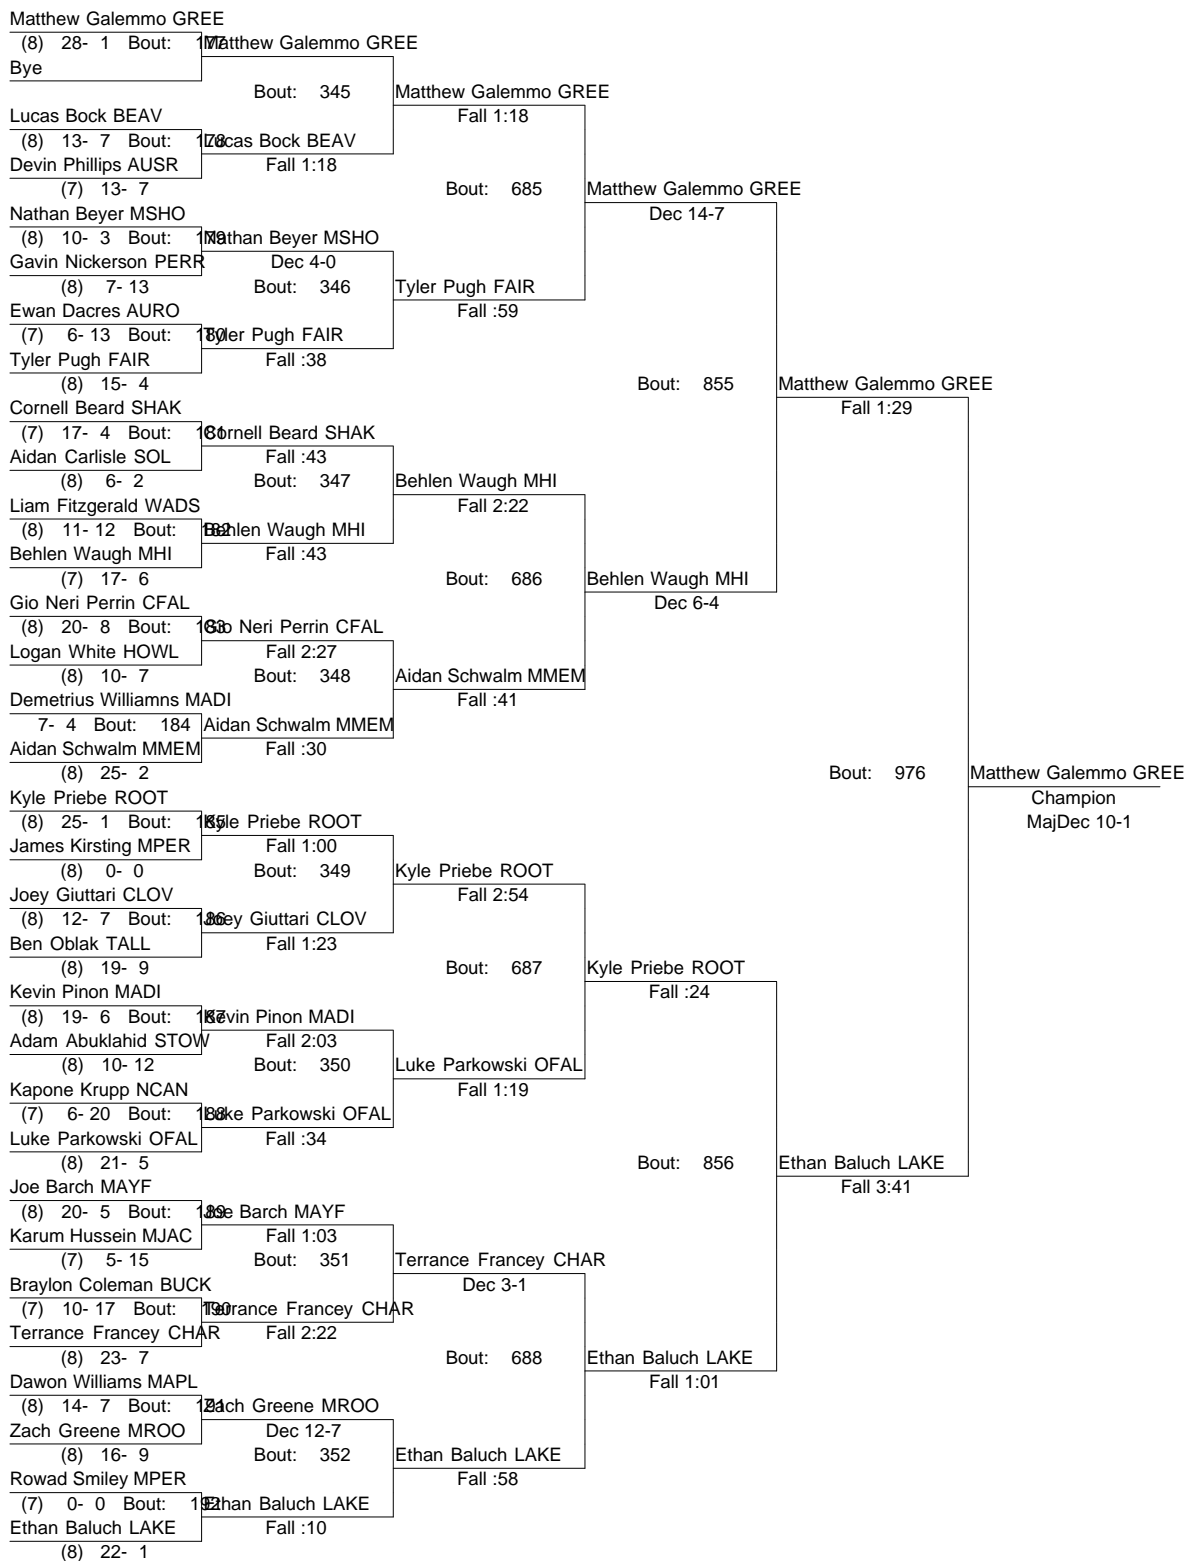 Matthew Galemmo GREE
(8) 28- 1 Bout: 177
Bye
Matthew Galemmo GREE
Bout: 345
Lucas Bock BEAV
(8) 13- 7 Bout: 178
Devin Phillips AUSR
(7) 13- 7
Lucas Bock BEAV
Fall 1:18
Matthew Galemmo GREE
Fall 1:18
Bout: 685
Nathan Beyer MSHO
(8) 10- 3 Bout: 179
Gavin Nickerson PERR
(8) 7- 13
Nathan Beyer MSHO
Dec 4-0
Bout: 346
Ewan Dacres AURO
(7) 6- 13 Bout: 180
Tyler Pugh FAIR
(8) 15- 4
Tyler Pugh FAIR
Fall :38
Tyler Pugh FAIR
Fall :59
Matthew Galemmo GREE
Dec 14-7
Bout: 855
Cornell Beard SHAK
(7) 17- 4 Bout: 181
Aidan Carlisle SOL
(8) 6- 2
Cornell Beard SHAK
Fall :43
Bout: 347
Liam Fitzgerald WADS
(8) 11- 12 Bout: 182
Behlen Waugh MHI
(7) 17- 6
Behlen Waugh MHI
Fall :43
Behlen Waugh MHI
Fall 2:22
Bout: 686
Gio Neri Perrin CFAL
(8) 20- 8 Bout: 183
Logan White HOWL
(8) 10- 7
Gio Neri Perrin CFAL
Fall 2:27
Bout: 348
Demetrius Williamns MADI
7- 4 Bout: 184
Aidan Schwalm MMEM
(8) 25- 2
Aidan Schwalm MMEM
Fall :30
Aidan Schwalm MMEM
Fall :41
Behlen Waugh MHI
Dec 6-4
Matthew Galemmo GREE
Fall 1:29
Bout: 976
Kyle Priebe ROOT
(8) 25- 1 Bout: 185
James Kirsting MPER
(8) 0- 0
Kyle Priebe ROOT
Fall 1:00
Bout: 349
Joey Giuttari CLOV
(8) 12- 7 Bout: 186
Ben Oblak TALL
(8) 19- 9
Joey Giuttari CLOV
Fall 1:23
Kyle Priebe ROOT
Fall 2:54
Bout: 687
Kevin Pinon MADI
(8) 19- 6 Bout: 187
Adam Abuklahid STOW
(8) 10- 12
Kevin Pinon MADI
Fall 2:03
Bout: 350
Kapone Krupp NCAN
(7) 6- 20 Bout: 188
Luke Parkowski OFAL
(8) 21- 5
Luke Parkowski OFAL
Fall :34
Luke Parkowski OFAL
Fall 1:19
Kyle Priebe ROOT
Fall :24
Bout: 856
Joe Barch MAYF
(8) 20- 5 Bout: 189
Karum Hussein MJAC
(7) 5- 15
Joe Barch MAYF
Fall 1:03
Bout: 351
Braylon Coleman BUCK
(7) 10- 17 Bout: 190
Terrance Francey CHAR
(8) 23- 7
Terrance Francey CHAR
Fall 2:22
Terrance Francey CHAR
Dec 3-1
Bout: 688
Dawon Williams MAPL
(8) 14- 7 Bout: 191
Zach Greene MROO
(8) 16- 9
Zach Greene MROO
Dec 12-7
Bout: 352
Rowad Smiley MPER
(7) 0- 0 Bout: 192
Ethan Baluch LAKE
(8) 22- 1
Ethan Baluch LAKE
Fall :10
Ethan Baluch LAKE
Fall :58
Ethan Baluch LAKE
Fall 1:01
Ethan Baluch LAKE
Fall 3:41
Matthew Galemmo GREE
Champion
MajDec 10-1